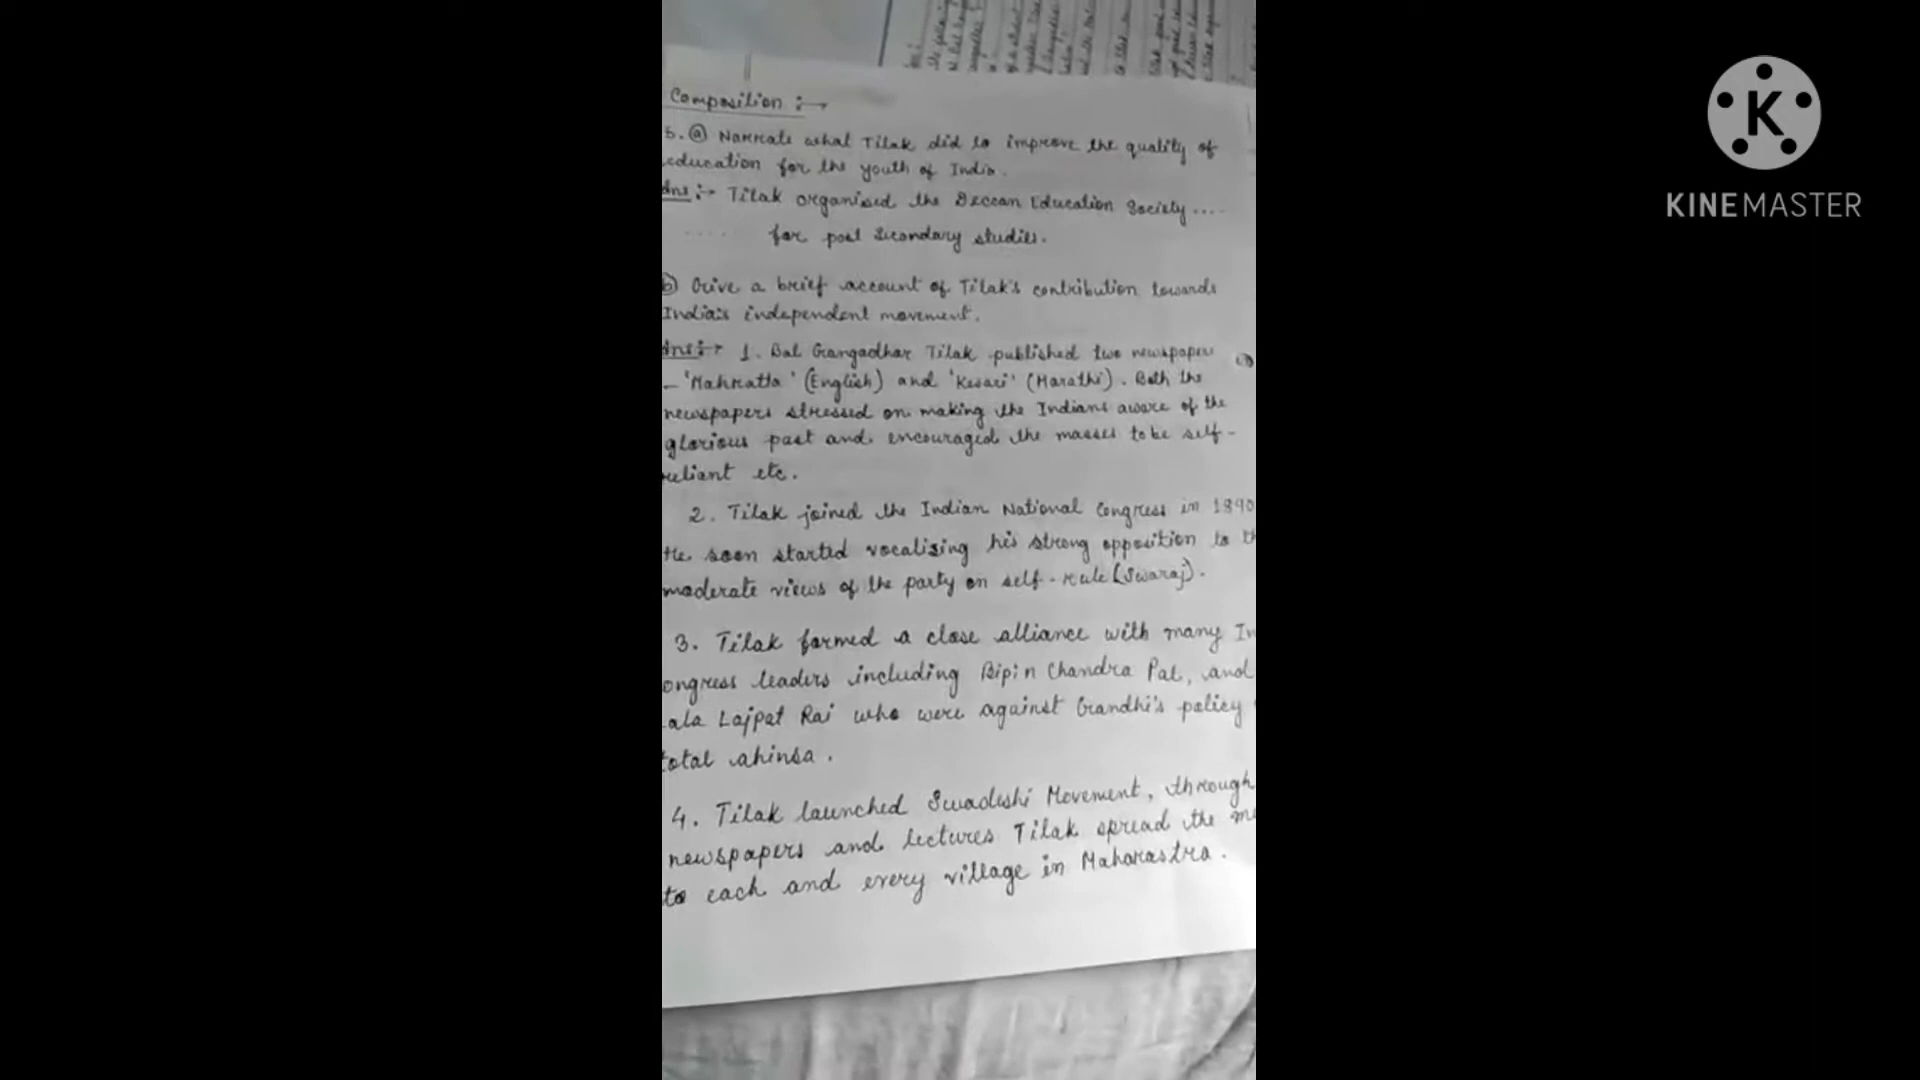 Composition :→
5. (a) Narrate what Tilak did to improve the quality of
education for the youth of India.
Ans :→ Tilak organised the Deccan Education Society ....
..... for post secondary studies.
(b) Give a brief account of Tilak's contribution towards
India's independent movement.
Ans :→ 1. Bal Gangadhar Tilak published two newspapers
– 'Mahratta' (English) and 'Kesari' (Marathi). Both the
newspapers stressed on making the Indians aware of the
glorious past and encouraged the masses to be self-
reliant etc.
2. Tilak joined the Indian National Congress in 1890
He soon started vocalizing his strong opposition to th
moderate views of the party on self-rule (Swaraj).
3. Tilak formed a close alliance with many In
ongress leaders including Bipin Chandra Pal, and
ala Lajpat Rai who were against Gandhi's policy
total ahinsa.
4. Tilak launched Swadeshi Movement, through
newspapers and lectures Tilak spread the me
to each and every village in Maharastra.
K
KINEMASTER